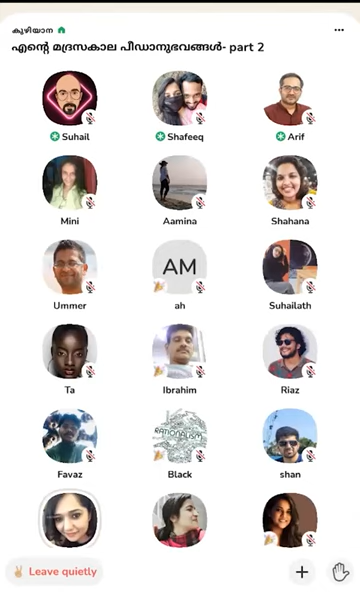 കുഴിയാന
എന്റെ മദ്രസകാല പീഡാനുഭവങ്ങൾ- part 2
Suhail Shafeeq Arif
Mini Aamina Shahana
AM
Ummer ah Suhailath
Ta Ibrahim Riaz
RATIONALISM
Favaz Black shan
Leave quietly